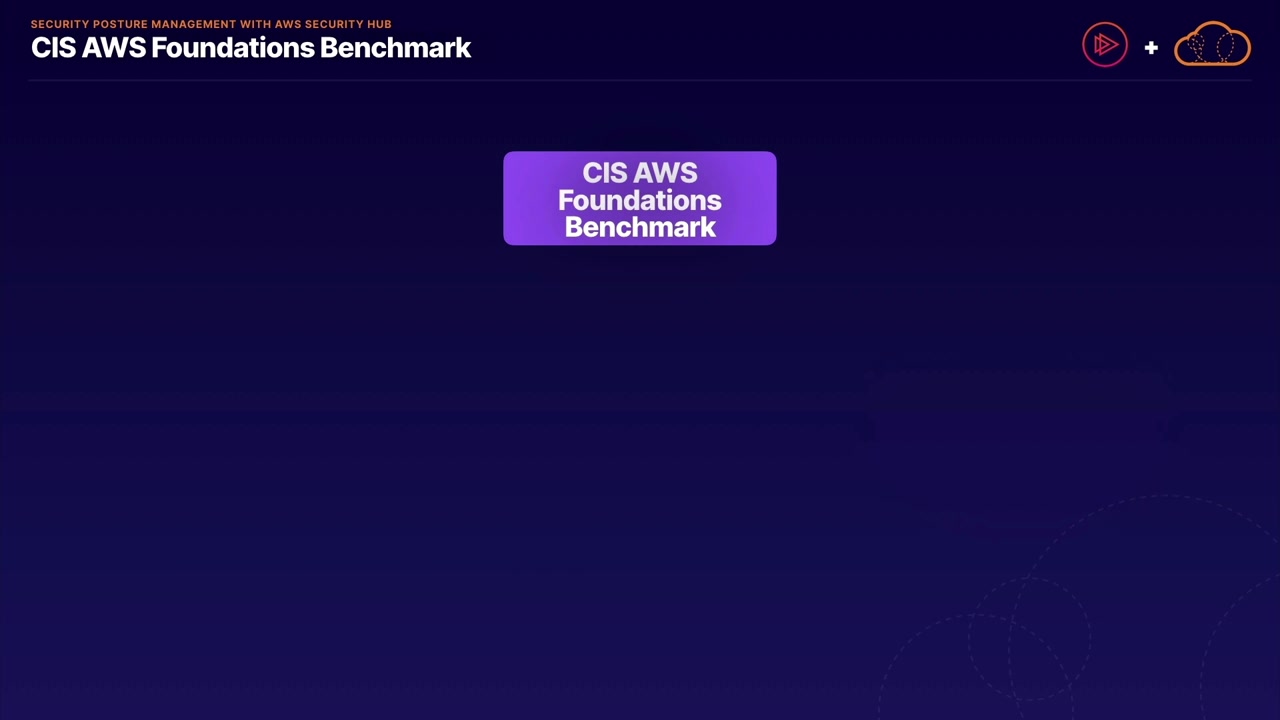 SECURITY POSTURE MANAGEMENT WITH AWS SECURITY HUB
CIS AWS Foundations Benchmark
CIS AWS
Foundations
Benchmark